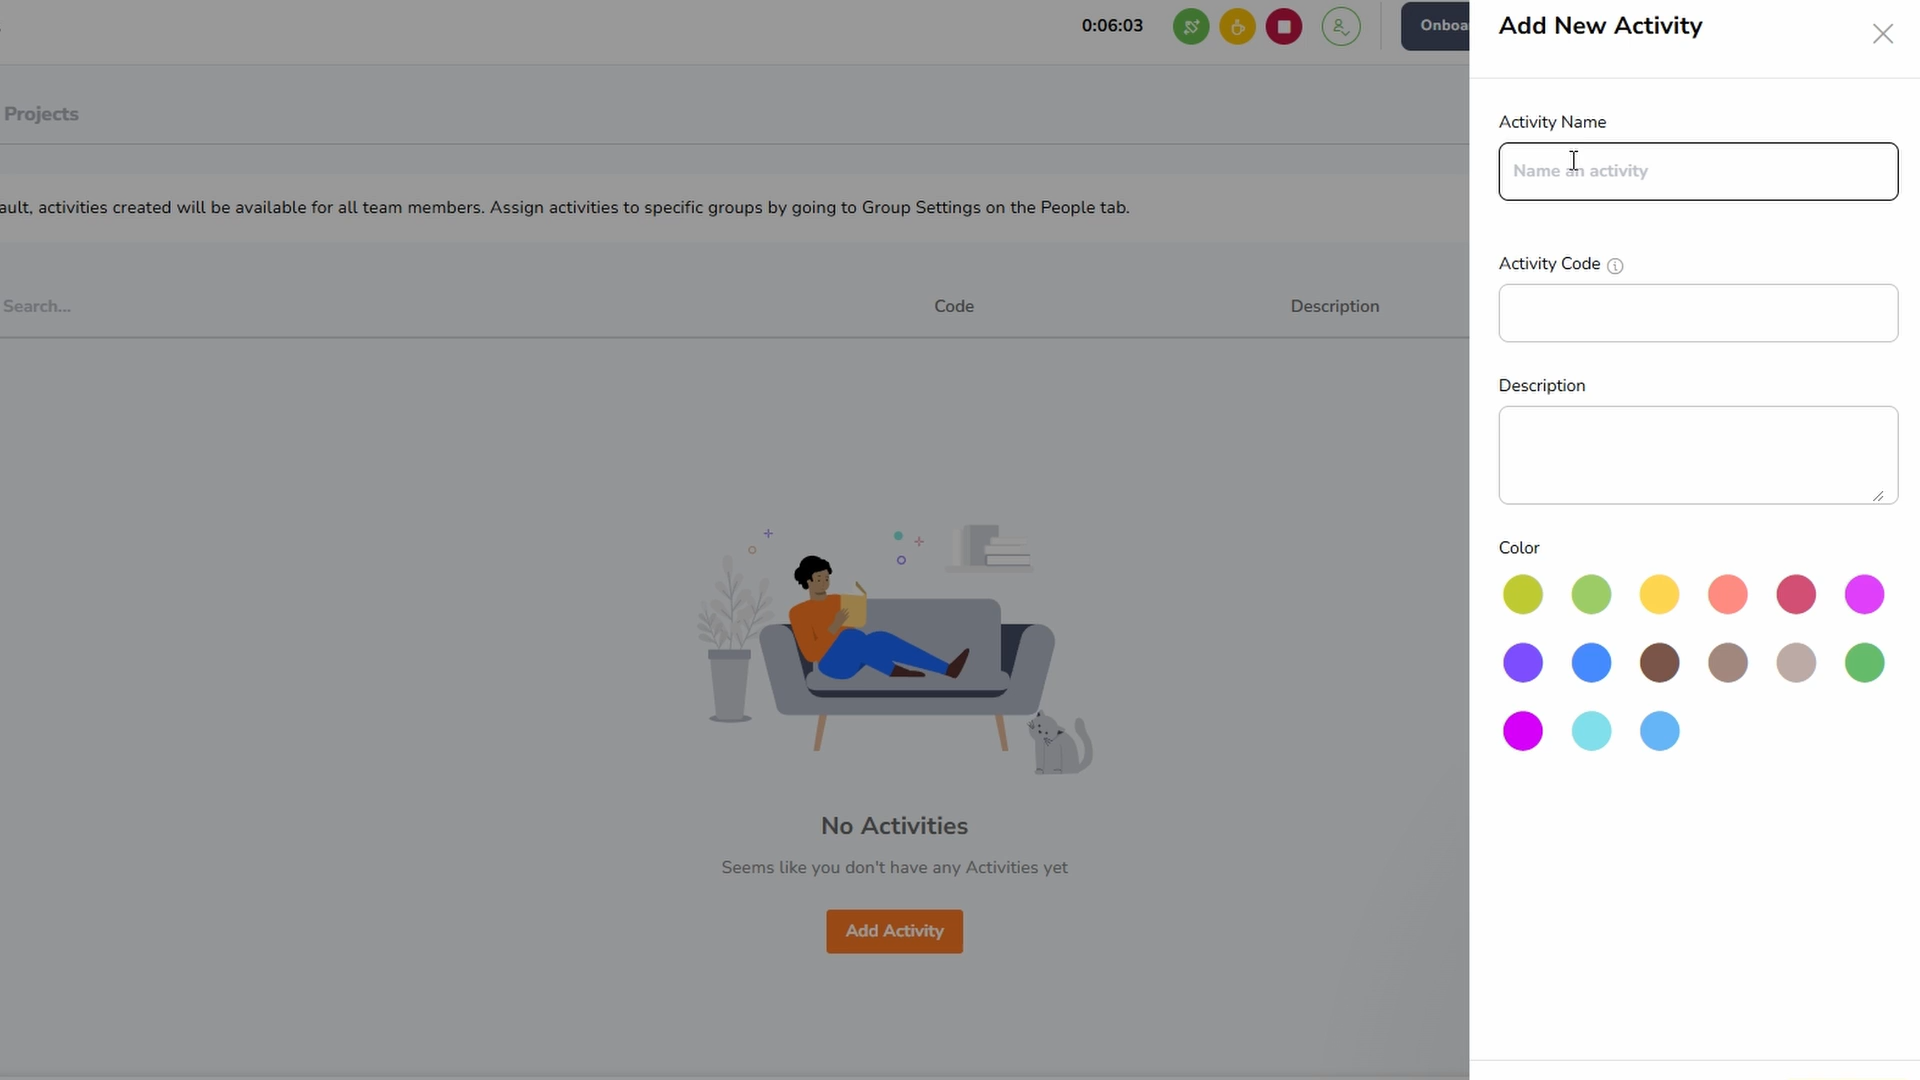 0:06:03
Projects
ault, activities created will be available for all team members. Assign activities to specific groups by going to Group Settings on the People tab.
Search...
Code
Description
No Activities
Seems like you don't have any Activities yet
Add Activity
Onboa
Add New Activity
Activity Name
Name an activity
Activity Code
Description
Color